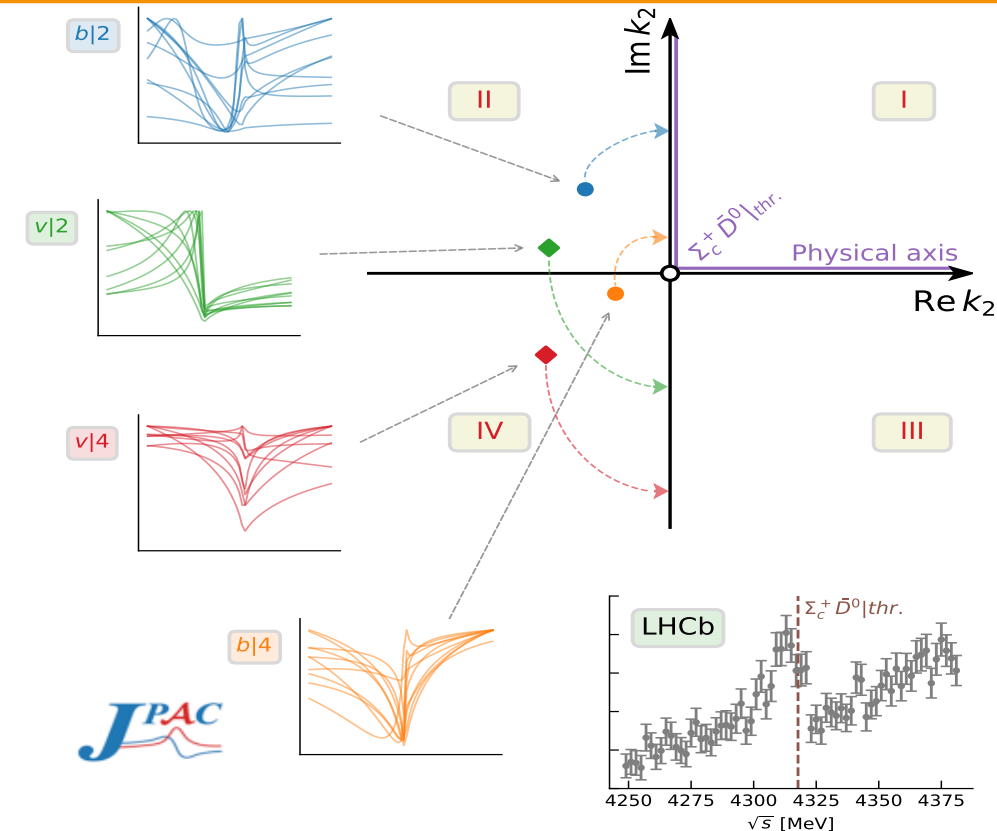 b|2
II
I
Im k₂
Σc⁺ D̄⁰|thr.
v|2
Physical axis
Re k₂
v|4
IV
III
b|4
JPAC
LHCb
Σc⁺ D̄⁰|thr.
4250 4275 4300 4325 4350 4375
√s [MeV]